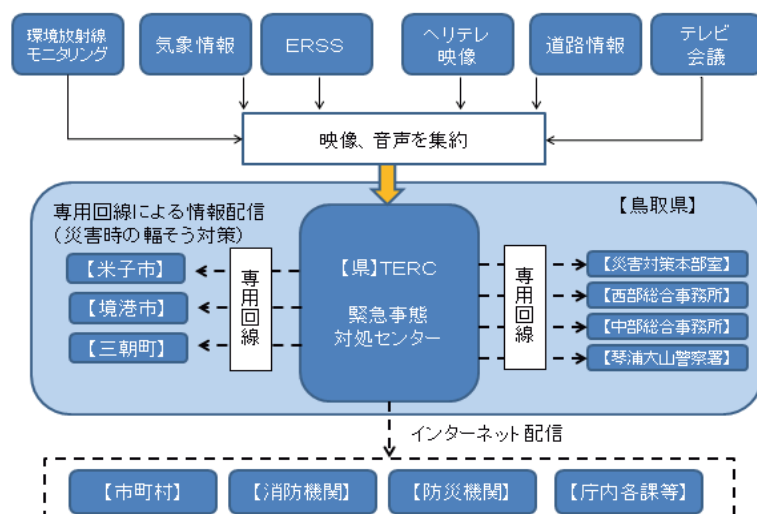 環境放射線
モニタリング
気象情報
ERSS
ヘリテレ
映像
道路情報
テレビ
会議
映像、音声を集約
専用回線による情報配信
(災害時の輻そう対策)
【鳥取県】
【米子市】
【境港市】
【三朝町】
専用回線
【県】TERC
緊急事態
対処センター
専用回線
【災害対策本部室】
【西部総合事務所】
【中部総合事務所】
【琴浦大山警察署】
インターネット配信
【市町村】
【消防機関】
【防災機関】
【庁内各課等】